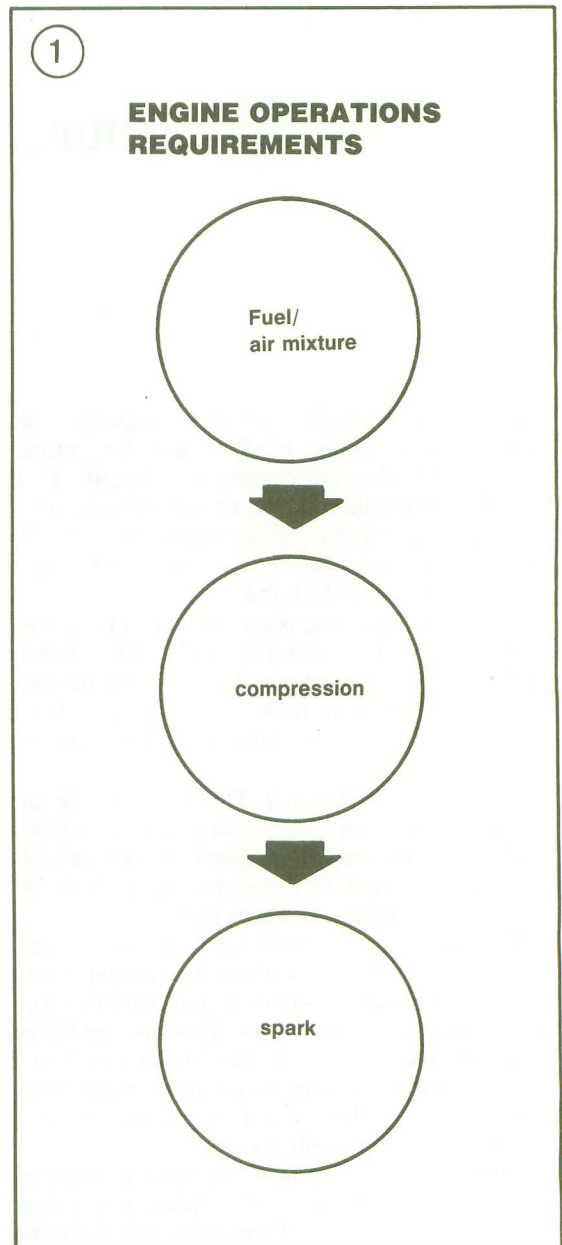 1
ENGINE OPERATIONS
REQUIREMENTS
Fuel/
air mixture
compression
spark